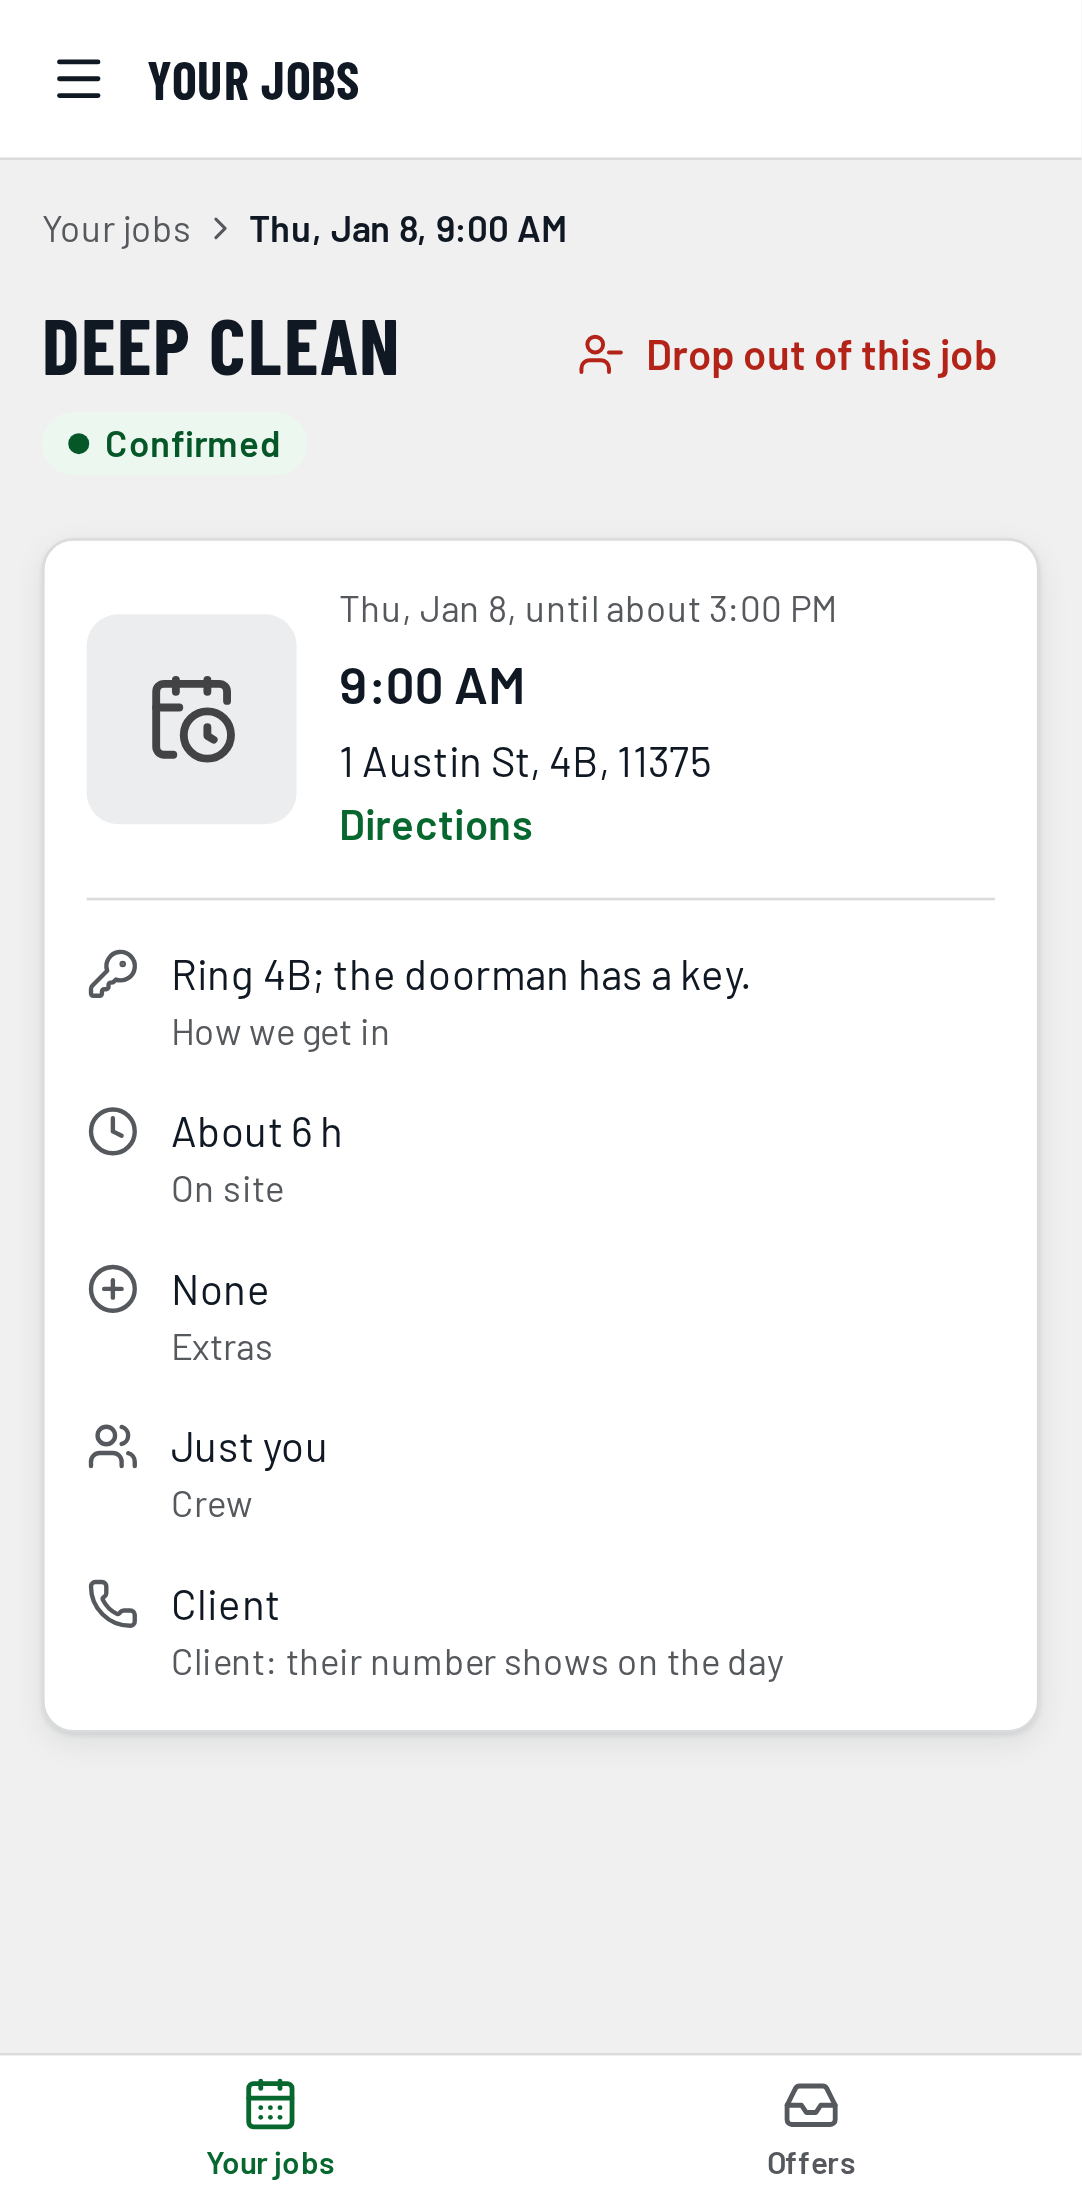 YOUR JOBS
Your jobs > Thu, Jan 8, 9:00 AM
DEEP CLEAN
Drop out of this job
Confirmed
Thu, Jan 8, until about 3:00 PM
9:00 AM
1 Austin St, 4B, 11375
Directions
Ring 4B; the doorman has a key.
How we get in
About 6 h
On site
None
Extras
Just you
Crew
Client
Client: their number shows on the day
Your jobs
Offers